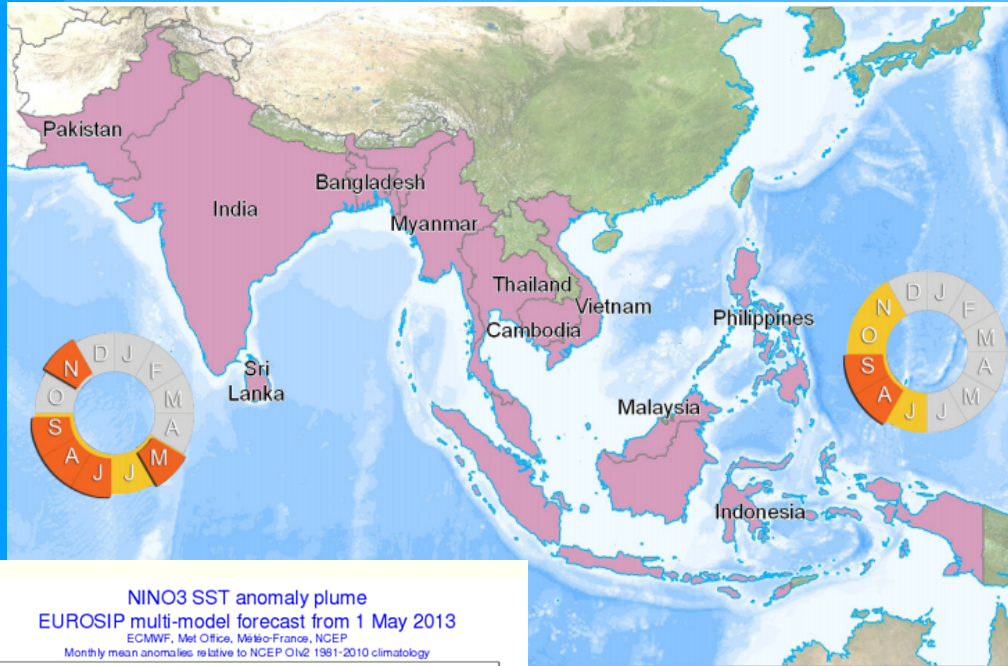 Pakistan
Bangladesh
India
Myanmar
Thailand
Vietnam
Philippines
Cambodia
Sri
Lanka
Malaysia
Indonesia
D J F M A M J J A S O N
D J F M A M J J A S O N
NINO3 SST anomaly plume
EUROSIP multi-model forecast from 1 May 2013
ECMWF, Met Office, Météo-France, NCEP
Monthly mean anomalies relative to NCEP OIv2 1981-2010 climatology